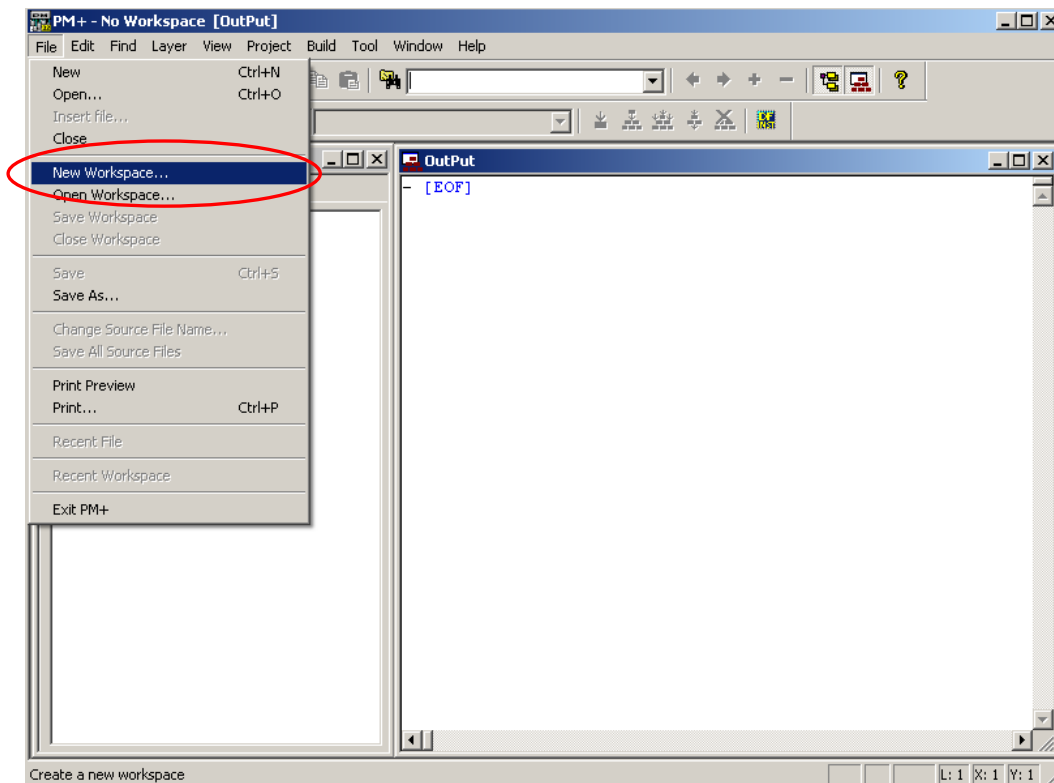 PM+ - No Workspace [OutPut]
File Edit Find Layer View Project Build Tool Window Help
New Ctrl+N
Open... Ctrl+O
Insert file...
Close
New Workspace...
Open Workspace...
Save Workspace
Close Workspace
Save Ctrl+S
Save As...
Change Source File Name...
Save All Source Files
Print Preview
Print... Ctrl+P
Recent File
Recent Workspace
Exit PM+
OutPut
[EOF]
Create a new workspace
L: 1 X: 1 Y: 1